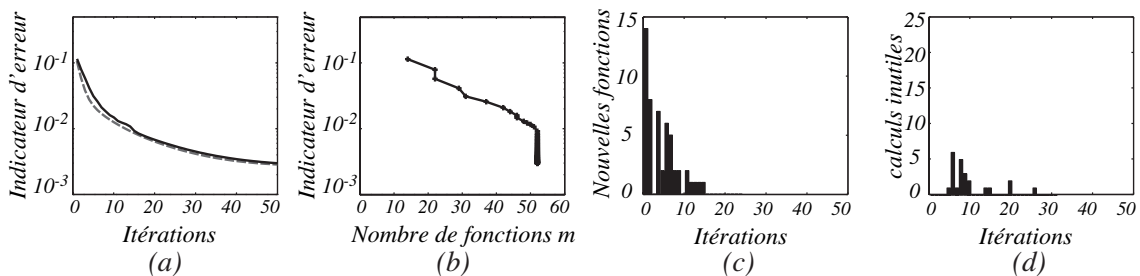 Indicateur d'erreur
10⁻¹
10⁻²
10⁻³
0 10 20 30 40 50
Itérations
(a)
Indicateur d'erreur
10⁻¹
10⁻²
10⁻³
0 10 20 30 40 50 60
Nombre de fonctions m
(b)
Nouvelles fonctions
15
10
5
0
0 10 20 30 40 50
Itérations
(c)
calculs inutiles
25
20
15
10
5
0
0 10 20 30 40 50
Itérations
(d)